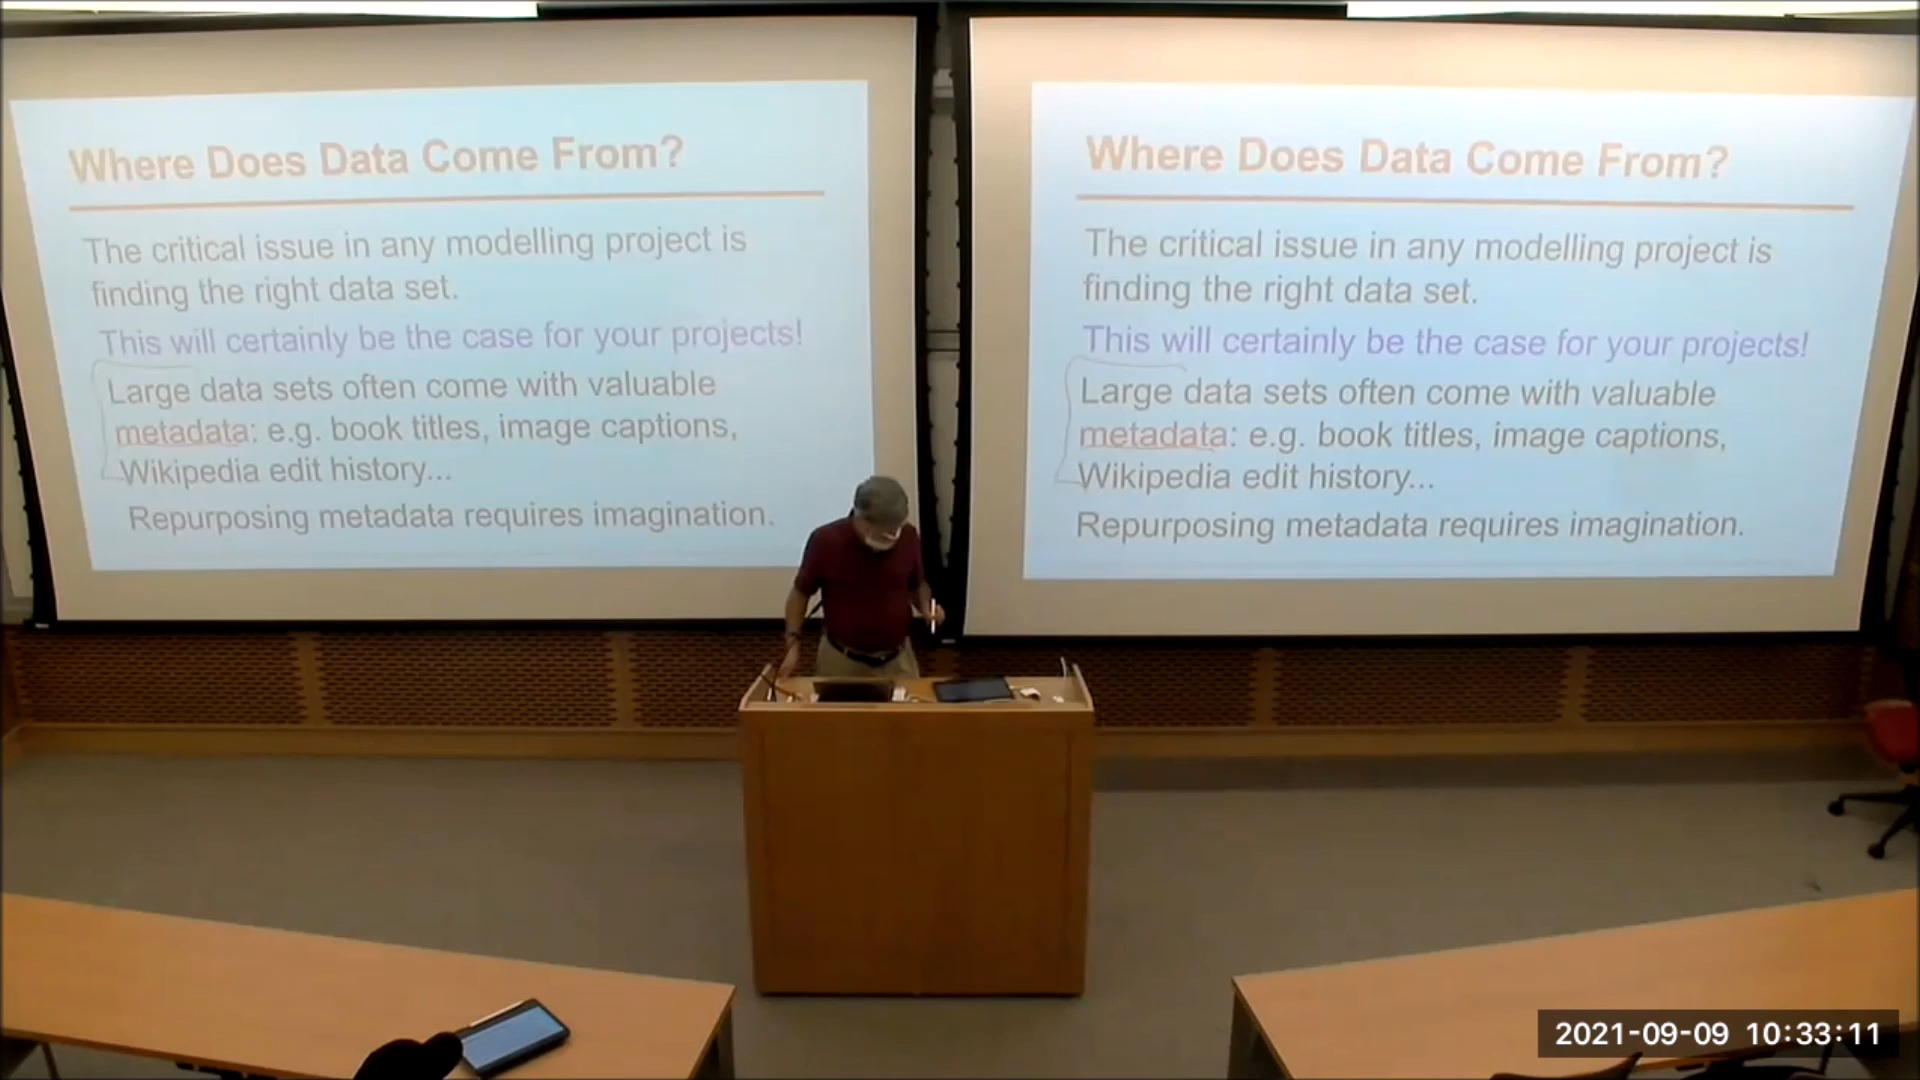 Where Does Data Come From?
The critical issue in any modelling project is
finding the right data set.
This will certainly be the case for your projects!
Large data sets often come with valuable
metadata: e.g. book titles, image captions,
Wikipedia edit history...
Repurposing metadata requires imagination.
Where Does Data Come From?
The critical issue in any modelling project is
finding the right data set.
This will certainly be the case for your projects!
Large data sets often come with valuable
metadata: e.g. book titles, image captions,
Wikipedia edit history...
Repurposing metadata requires imagination.
2021-09-09 10:33:11